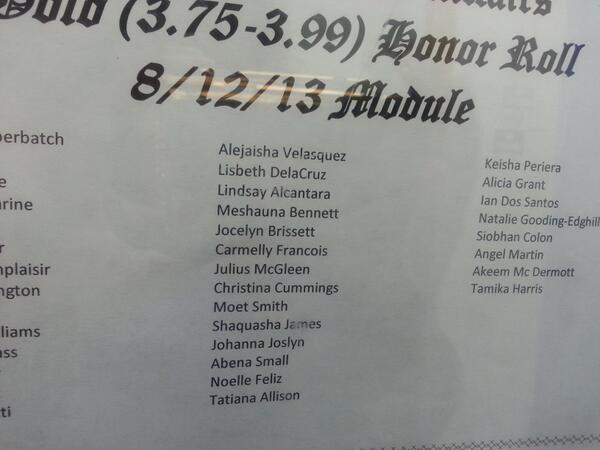 Gold (3.75-3.99) Honor Roll
8/12/13 Module
Alejaisha Velasquez
Lisbeth DelaCruz
Lindsay Alcantara
Meshauna Bennett
Jocelyn Brissett
Carmelly Francois
Julius McGleen
Christina Cummings
Moet Smith
Shaquasha James
Johanna Joslyn
Abena Small
Noelle Feliz
Tatiana Allison
Keisha Periera
Alicia Grant
Ian Dos Santos
Natalie Gooding-Edghill
Siobhan Colon
Angel Martin
Akeem Mc Dermott
Tamika Harris